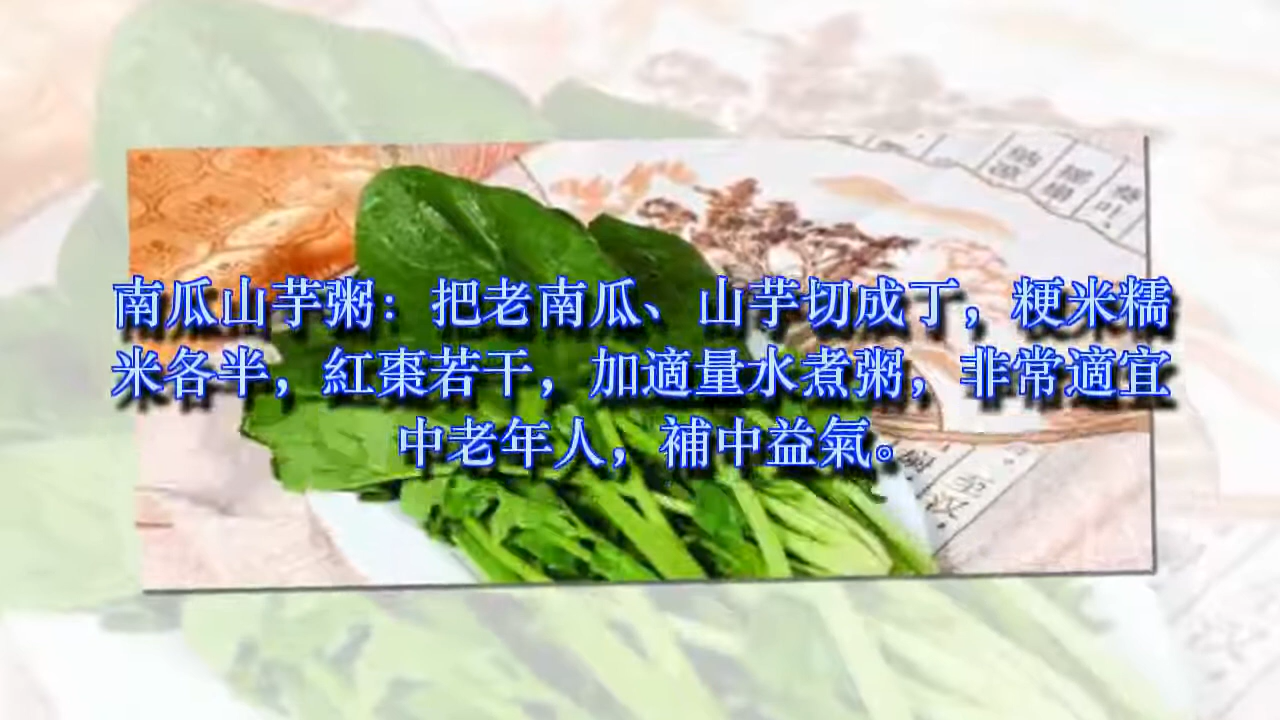 南瓜山芋粥：把老南瓜、山芋切成丁，粳米糯
米各半，紅棗若干，加適量水煮粥，非常適宜
中老年人，補中益氣。